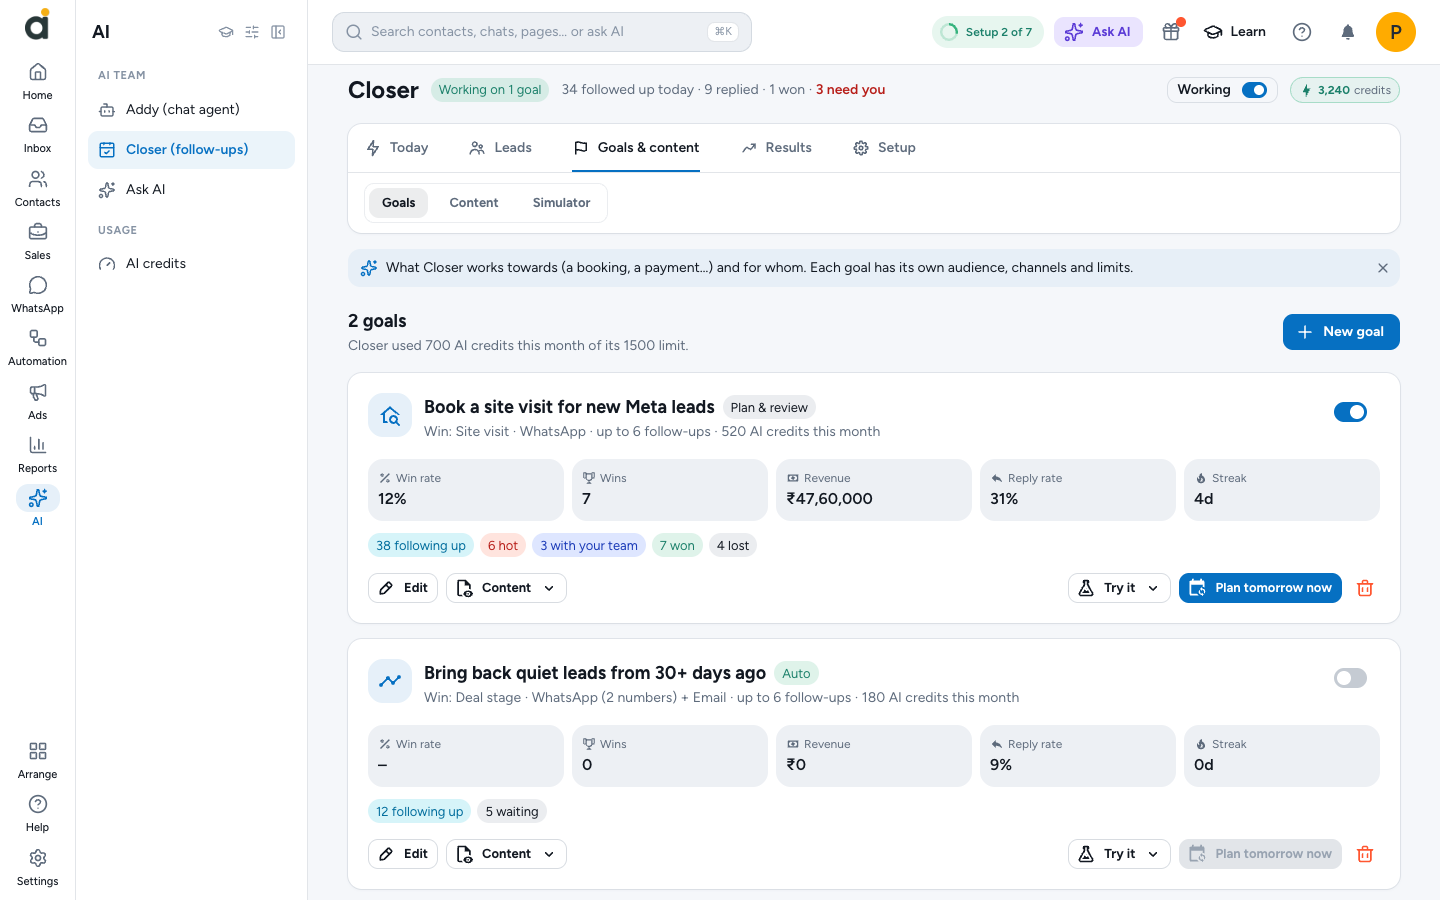 Home
Inbox
Contacts
Sales
WhatsApp
Automation
Ads
Reports
AI
Arrange
Help
Settings
AI
AI TEAM
Addy (chat agent)
Closer (follow-ups)
Ask AI
USAGE
AI credits
Search contacts, chats, pages... or ask AI
⌘K
Setup 2 of 7
Ask AI
Learn
P
Closer
Working on 1 goal
34 followed up today · 9 replied · 1 won · 3 need you
Working
3,240 credits
Today
Leads
Goals & content
Results
Setup
Goals
Content
Simulator
What Closer works towards (a booking, a payment...) and for whom. Each goal has its own audience, channels and limits.
2 goals
Closer used 700 AI credits this month of its 1500 limit.
New goal
Book a site visit for new Meta leads
Plan & review
Win: Site visit · WhatsApp · up to 6 follow-ups · 520 AI credits this month
Win rate
12%
Wins
7
Revenue
₹47,60,000
Reply rate
31%
Streak
4d
38 following up
6 hot
3 with your team
7 won
4 lost
Edit
Content
Try it
Plan tomorrow now
Bring back quiet leads from 30+ days ago
Auto
Win: Deal stage · WhatsApp (2 numbers) + Email · up to 6 follow-ups · 180 AI credits this month
Win rate
–
Wins
0
Revenue
₹0
Reply rate
9%
Streak
0d
12 following up
5 waiting
Edit
Content
Try it
Plan tomorrow now